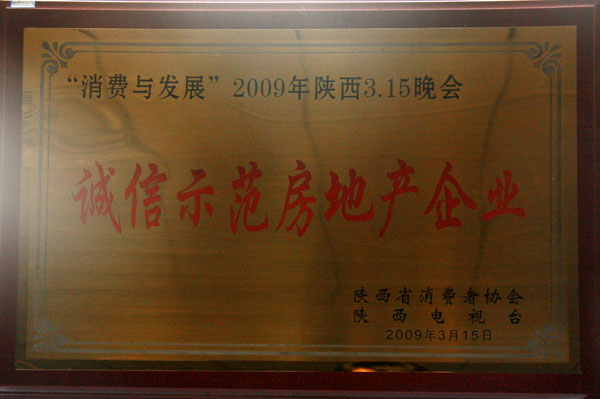 “消费与发展”2009年陕西3.15晚会
诚信示范房地产企业
陕西省消费者协会
陕西电视台
2009年3月15日